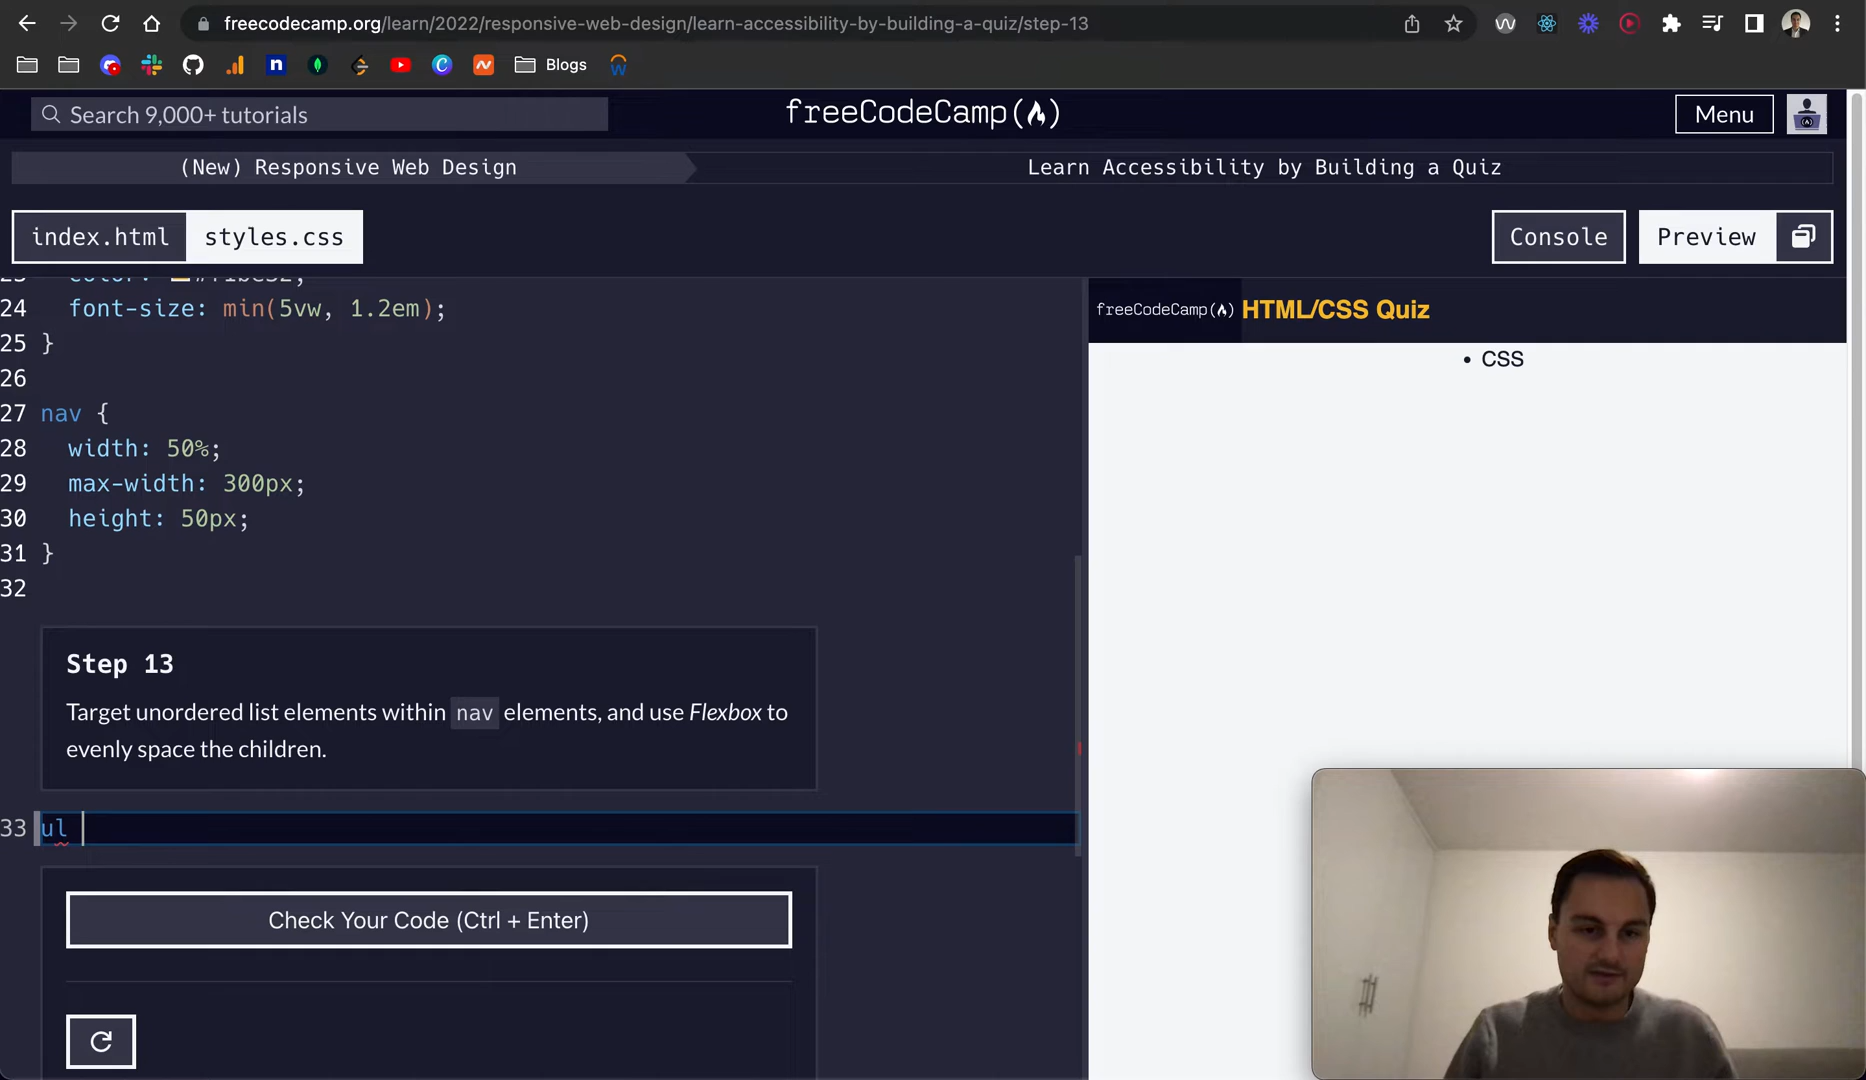 freecodecamp.org/learn/2022/responsive-web-design/learn-accessibility-by-building-a-quiz/step-13
Blogs
Search 9,000+ tutorials
freeCodeCamp
Menu
(New) Responsive Web Design
Learn Accessibility by Building a Quiz
index.html
styles.css
Console
Preview
24 font-size: min(5vw, 1.2em);
25 }
26
27 nav {
28 width: 50%;
29 max-width: 300px;
30 height: 50px;
31 }
32
freeCodeCamp HTML/CSS Quiz
• CSS
Step 13
Target unordered list elements within nav elements, and use Flexbox to
evenly space the children.
33 ul
Check Your Code (Ctrl + Enter)